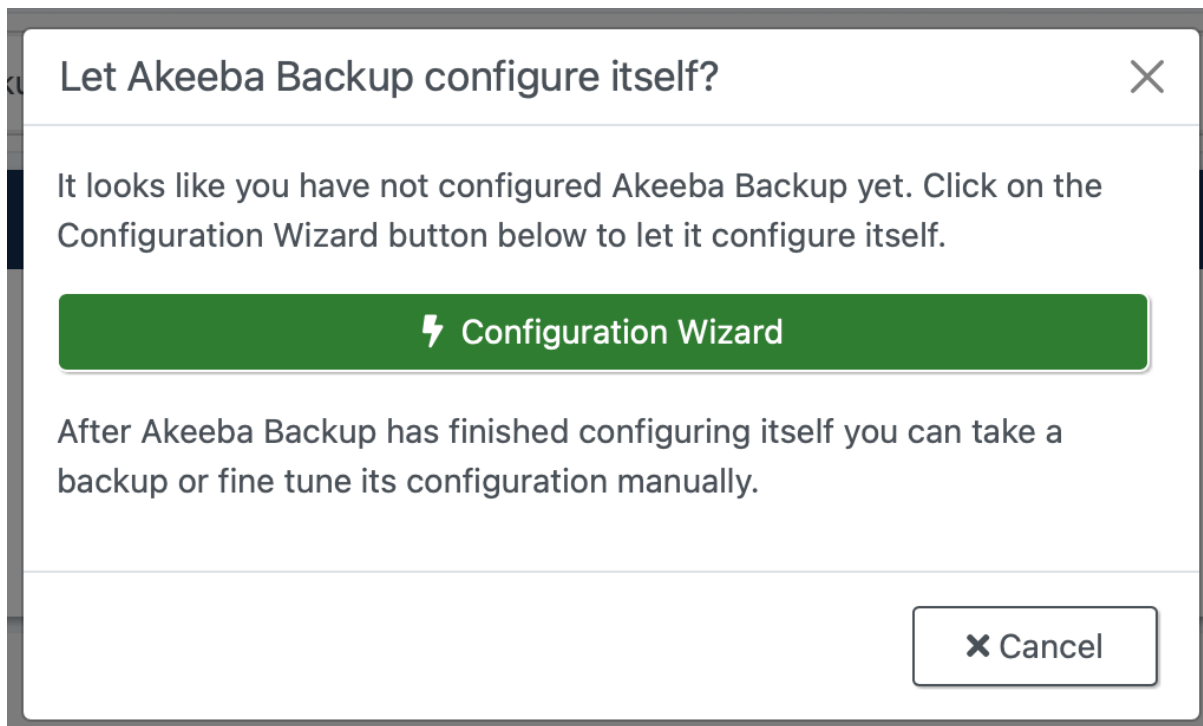 Let Akeeba Backup configure itself?
It looks like you have not configured Akeeba Backup yet. Click on the
Configuration Wizard button below to let it configure itself.
Configuration Wizard
After Akeeba Backup has finished configuring itself you can take a
backup or fine tune its configuration manually.
Cancel